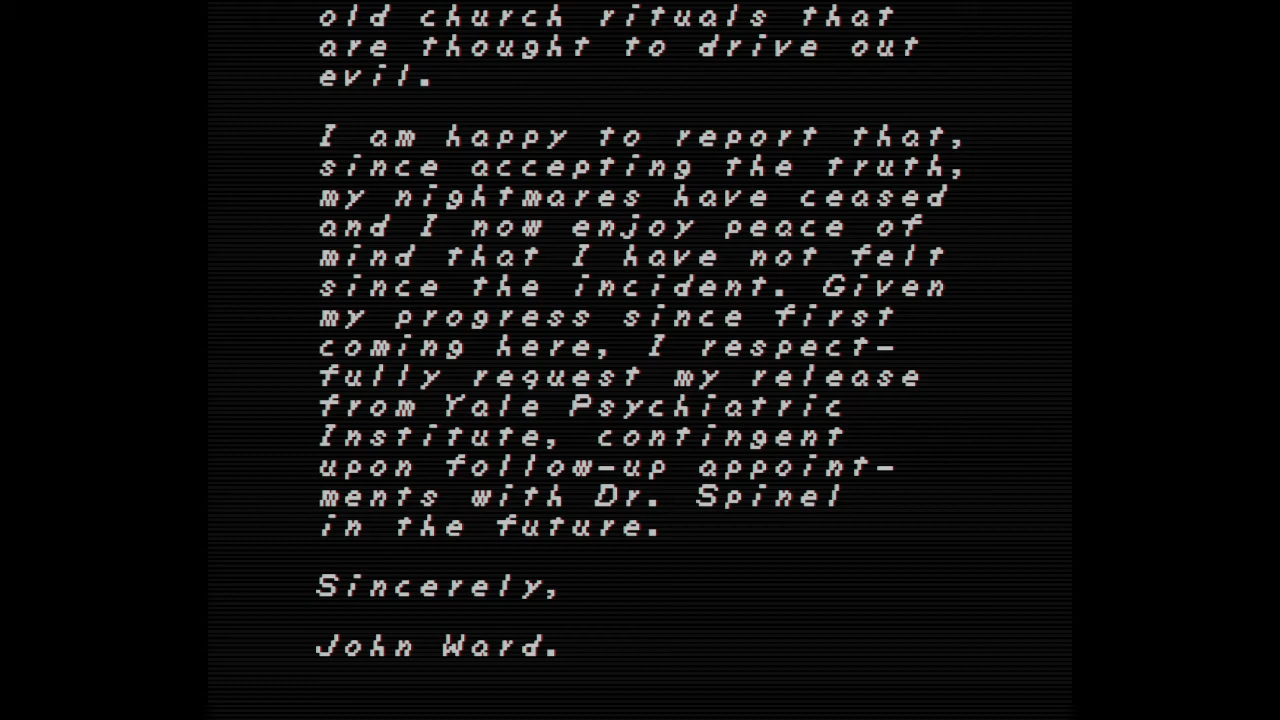 old church rituals that
are thought to drive out
evil.
I am happy to report that,
since accepting the truth,
my nightmares have ceased
and I now enjoy peace of
mind that I have not felt
since the incident. Given
my progress since first
coming here, I respect-
fully request my release
from Yale Psychiatric
Institute, contingent
upon follow-up appoint-
ments with Dr. Spinel
in the future.
Sincerely,
John Ward.